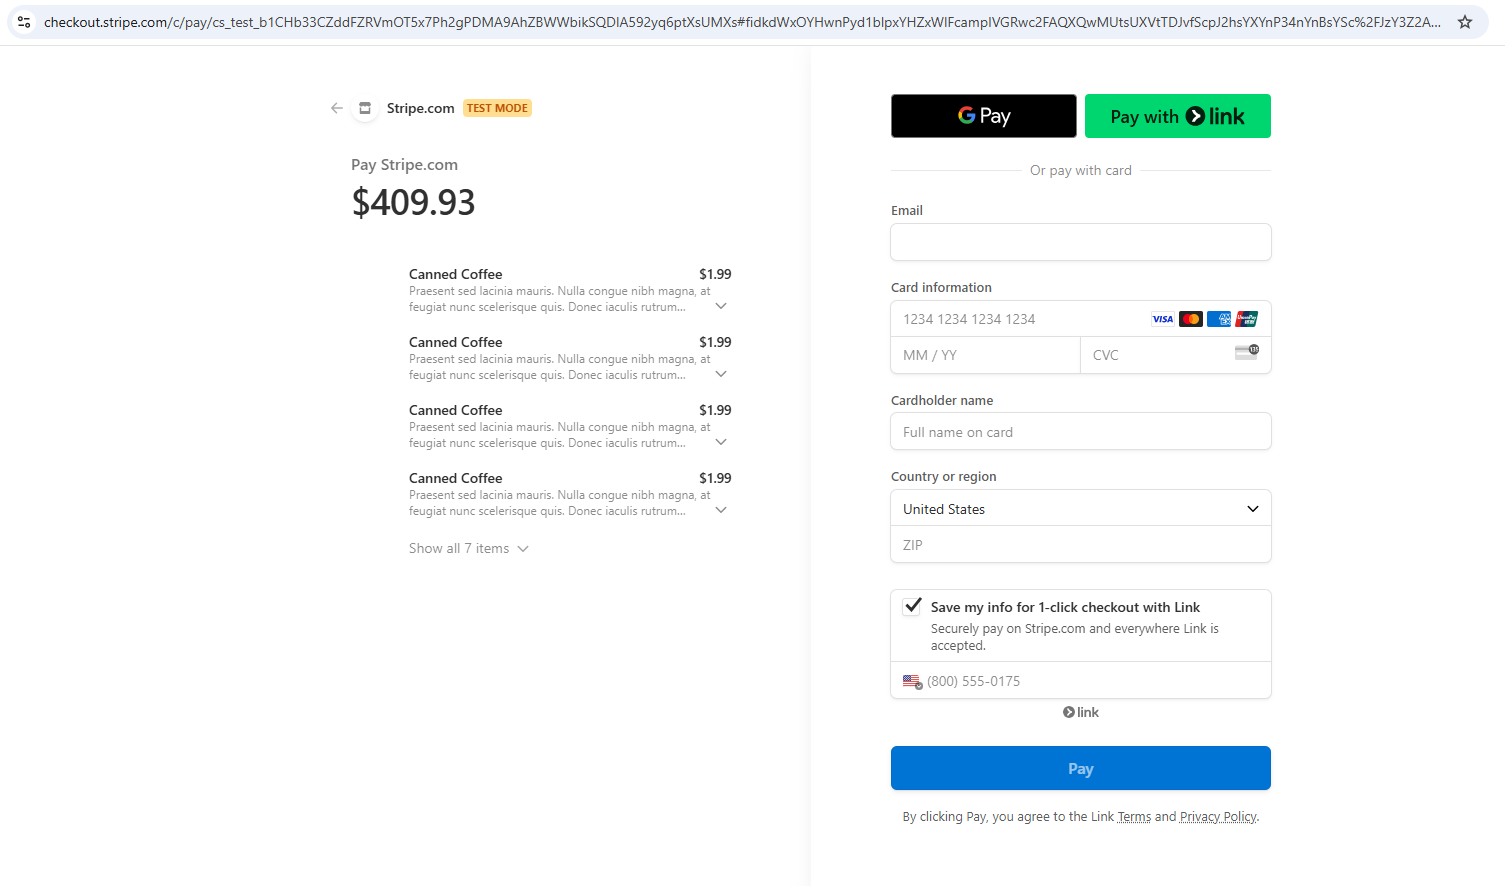 checkout.stripe.com/c/pay/cs_test_b1CHb33CZddFZRVmOT5x7Ph2gPDMA9AhZBWWbikSQDIA592yq6ptXsUMXs#fidkdWxOYHwnPyd1blpxYHZxWlFcamplVGRwc2FAQXQwMUtsUXVtTDJvfScpJ2hsYXYnP34nYnBsYSc%2FJzY3Z2A...
Stripe.com TEST MODE
Pay Stripe.com
$409.93
Canned Coffee $1.99
Praesent sed lacinia mauris. Nulla congue nibh magna, at
feugiat nunc scelerisque quis. Donec iaculis rutrum...
Canned Coffee $1.99
Praesent sed lacinia mauris. Nulla congue nibh magna, at
feugiat nunc scelerisque quis. Donec iaculis rutrum...
Canned Coffee $1.99
Praesent sed lacinia mauris. Nulla congue nibh magna, at
feugiat nunc scelerisque quis. Donec iaculis rutrum...
Canned Coffee $1.99
Praesent sed lacinia mauris. Nulla congue nibh magna, at
feugiat nunc scelerisque quis. Donec iaculis rutrum...
Show all 7 items
G Pay
Pay with link
Or pay with card
Email
Card information
1234 1234 1234 1234 VISA AMEX UnionPay
MM / YY CVC 135
Cardholder name
Full name on card
Country or region
United States
ZIP
Save my info for 1-click checkout with Link
Securely pay on Stripe.com and everywhere Link is
accepted.
(800) 555-0175
link
Pay
By clicking Pay, you agree to the Link Terms and Privacy Policy.